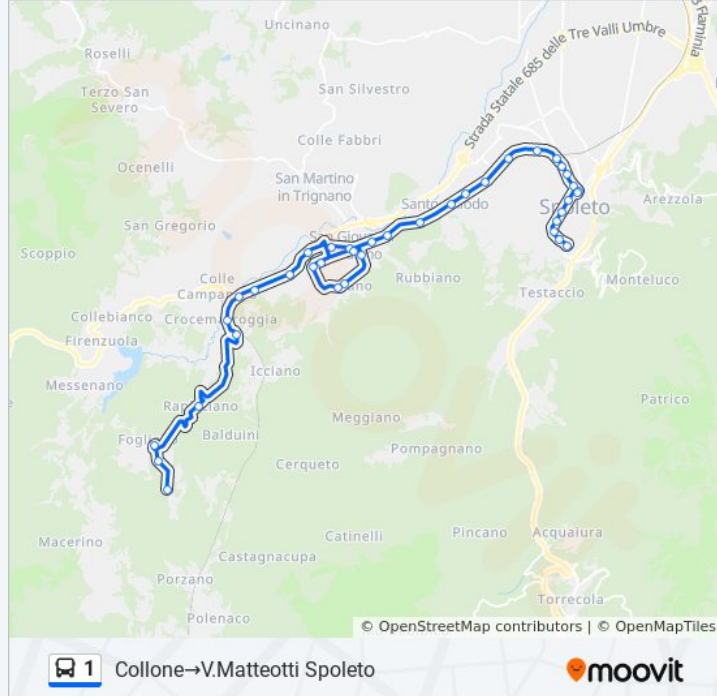 Uncinano
Flaminia
Roselli
Strada Statale 685 delle Tre Valli Umbre
Terzo San
Severo
San Silvestro
Colle Fabbri
Ocenelli
San Martino
in Trignano
Arezzola
Spoleto
San Gregorio
Scoppio
Rubbiano
Monteluco
Colle
Testaccio
Collebianco
Firenzuola
Icciano
Messenano
Patrico
Meggiano
Balduini
Pompagnano
Cerqueto
Macerino
Catinelli
Pincano
Acquaiura
Castagnacupa
Porzano
Torrecola
Polenaco
© OpenStreetMap contributors | © OpenMapTiles
1 Collone→V.Matteotti Spoleto
moovit